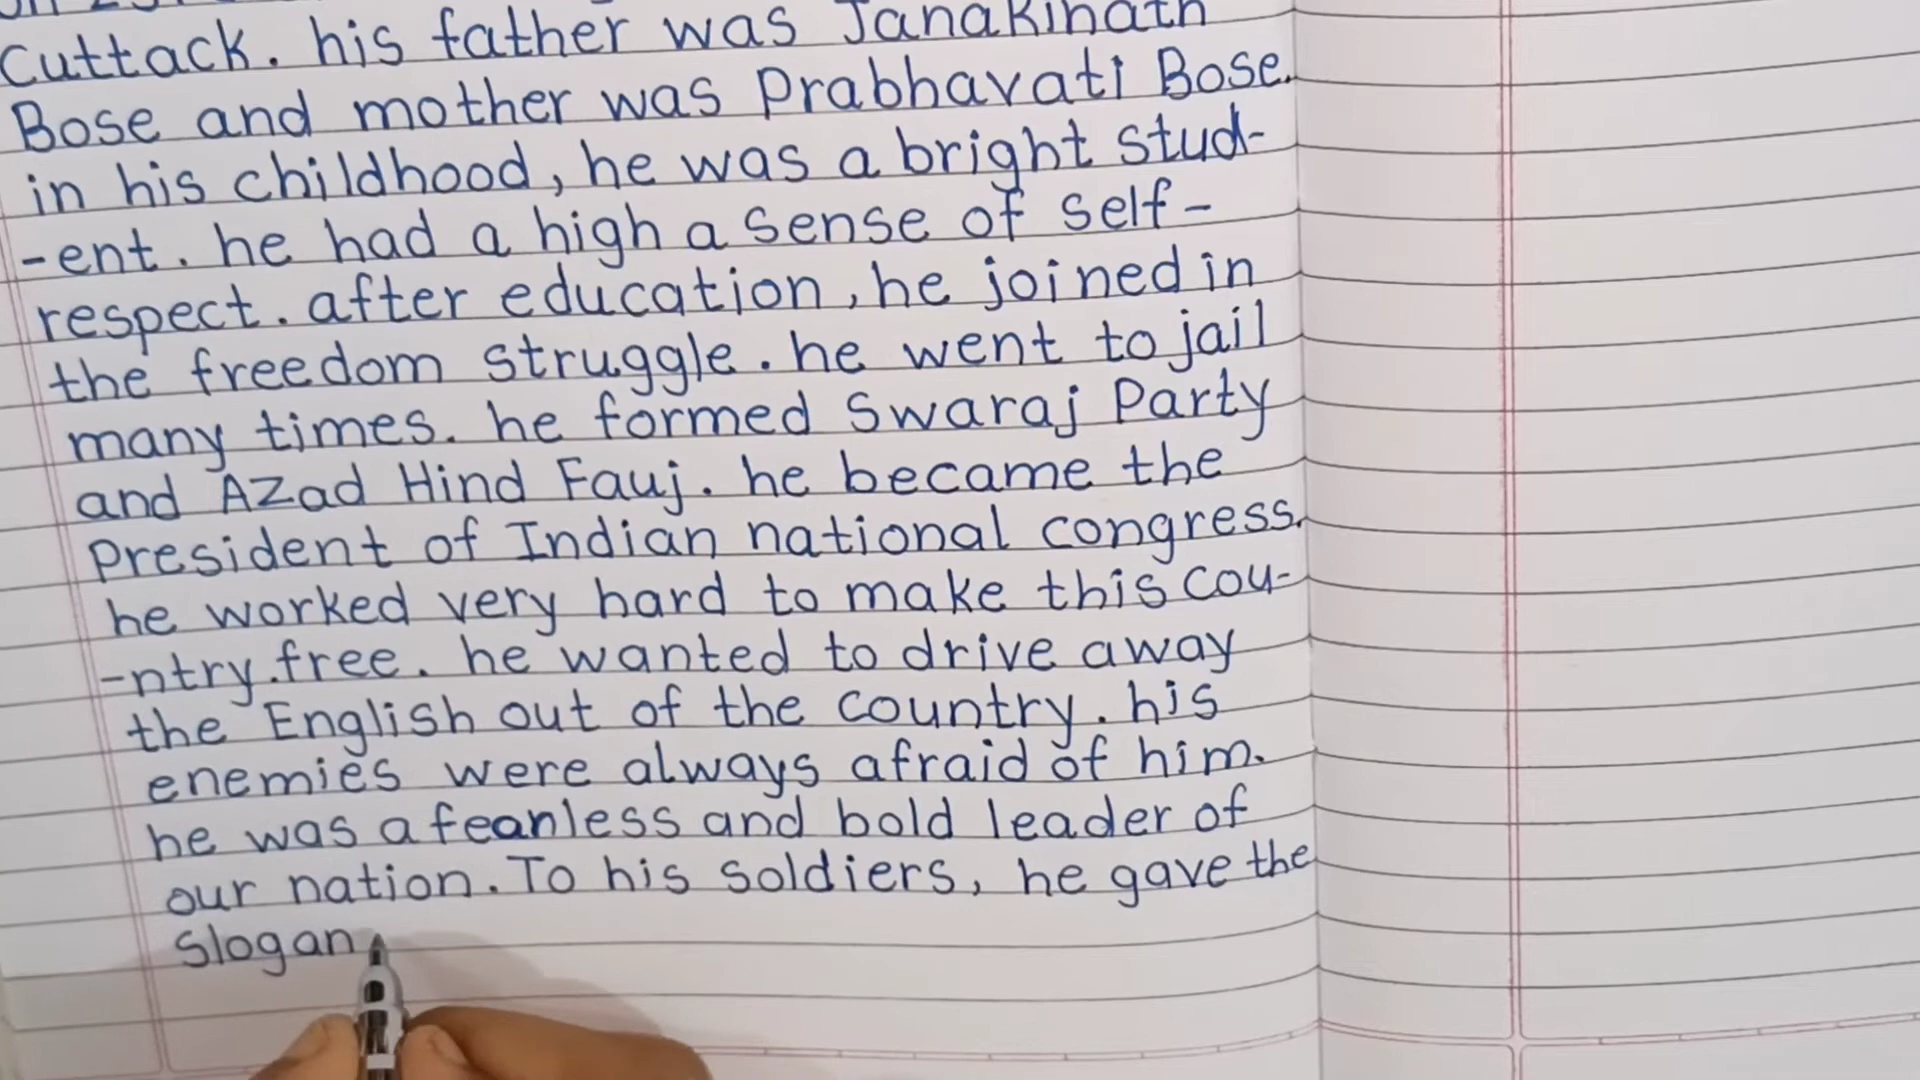 cuttack. his father was Janakinath
Bose and mother was Prabhavati Bose.
in his childhood, he was a bright stud-
-ent. he had a high a sense of self-
respect. after education, he joined in
the freedom struggle. he went to jail
many times. he formed Swaraj Party
and Azad Hind Fauj. he became the
President of Indian national congress.
he worked very hard to make this cou-
-ntry.free. he wanted to drive away
the English out of the country. his
enemies were always afraid of him.
he was a fearless and bold leader of
our nation. To his soldiers, he gave the
Slogan